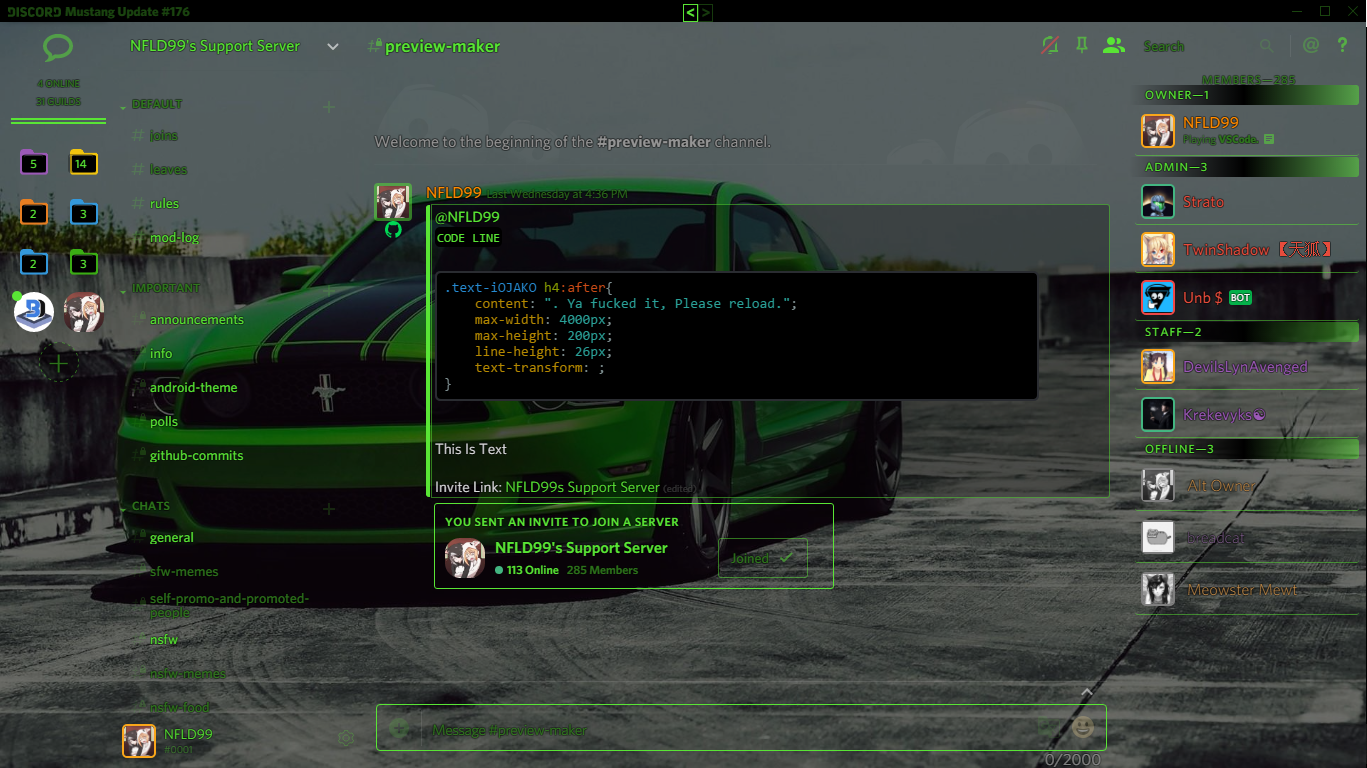 DISCORD Mustang Update #176
< >
4 ONLINE
31 GUILDS
5
14
2
3
2
3
NFLD99's Support Server
DEFAULT
joins
leaves
rules
mod-log
IMPORTANT
announcements
info
android-theme
polls
github-commits
CHATS
general
sfw-memes
self-promo-and-promoted-
people
nsfw
nsfw-memes
nsfw-food
NFLD99
#0001
#preview-maker
Search
@ ?
Welcome to the beginning of the #preview-maker channel.
NFLD99 Last Wednesday at 4:36 PM
@NFLD99
CODE LINE
.text-iOJAKO h4:after{
content: ". Ya fucked it, Please reload.";
max-width: 4000px;
max-height: 200px;
line-height: 26px;
text-transform: ;
}
This Is Text
Invite Link: NFLD99s Support Server (edited)
YOU SENT AN INVITE TO JOIN A SERVER
NFLD99's Support Server
113 Online 285 Members
Joined
Message #preview-maker
0/2000
MEMBERS—285
OWNER—1
NFLD99
Playing VSCode.
ADMIN—3
Strato
TwinShadow 【天狐】
Unb $ BOT
STAFF—2
DevilsLynAvenged
Krekevyks☯
OFFLINE—3
Alt Owner
breadcat
Meowster Mewt